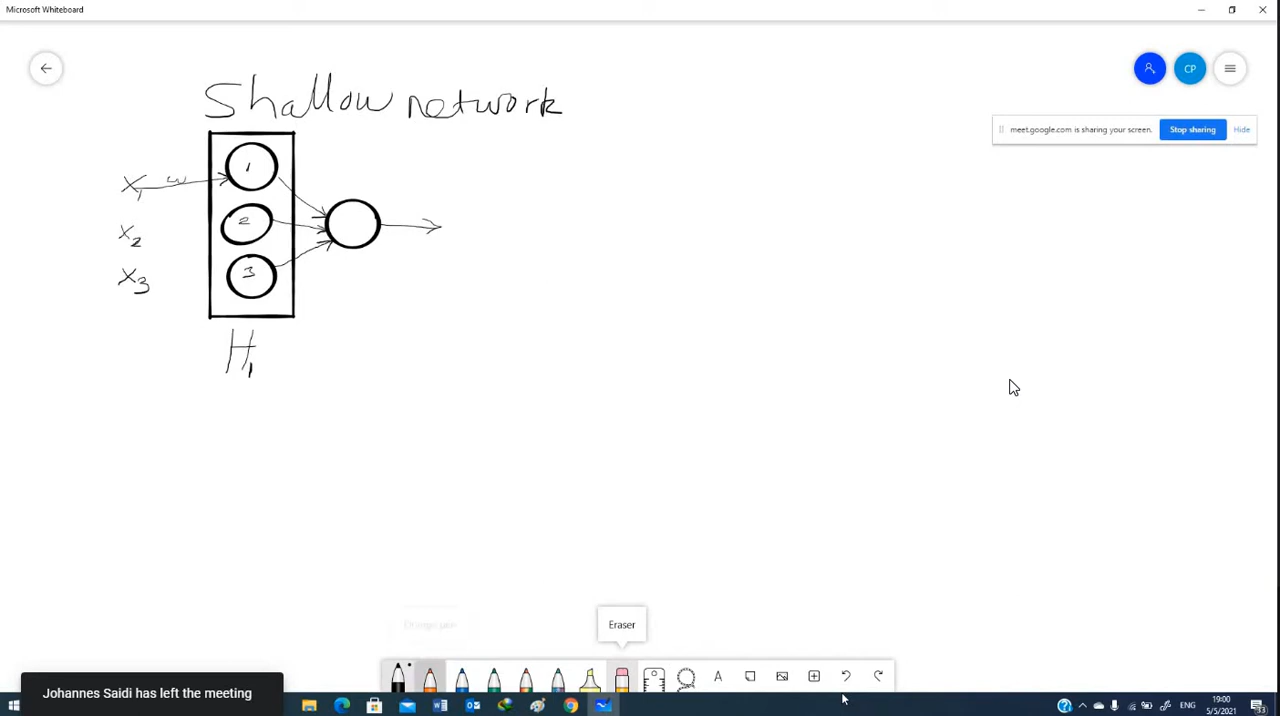 Microsoft Whiteboard
CP
Shallow network
meet.google.com is sharing your screen.
Stop sharing
Hide
X1
w
1
X2
2
X3
3
H1
Eraser
A
Johannes Saidi has left the meeting
ENG
19:00
5/5/2021